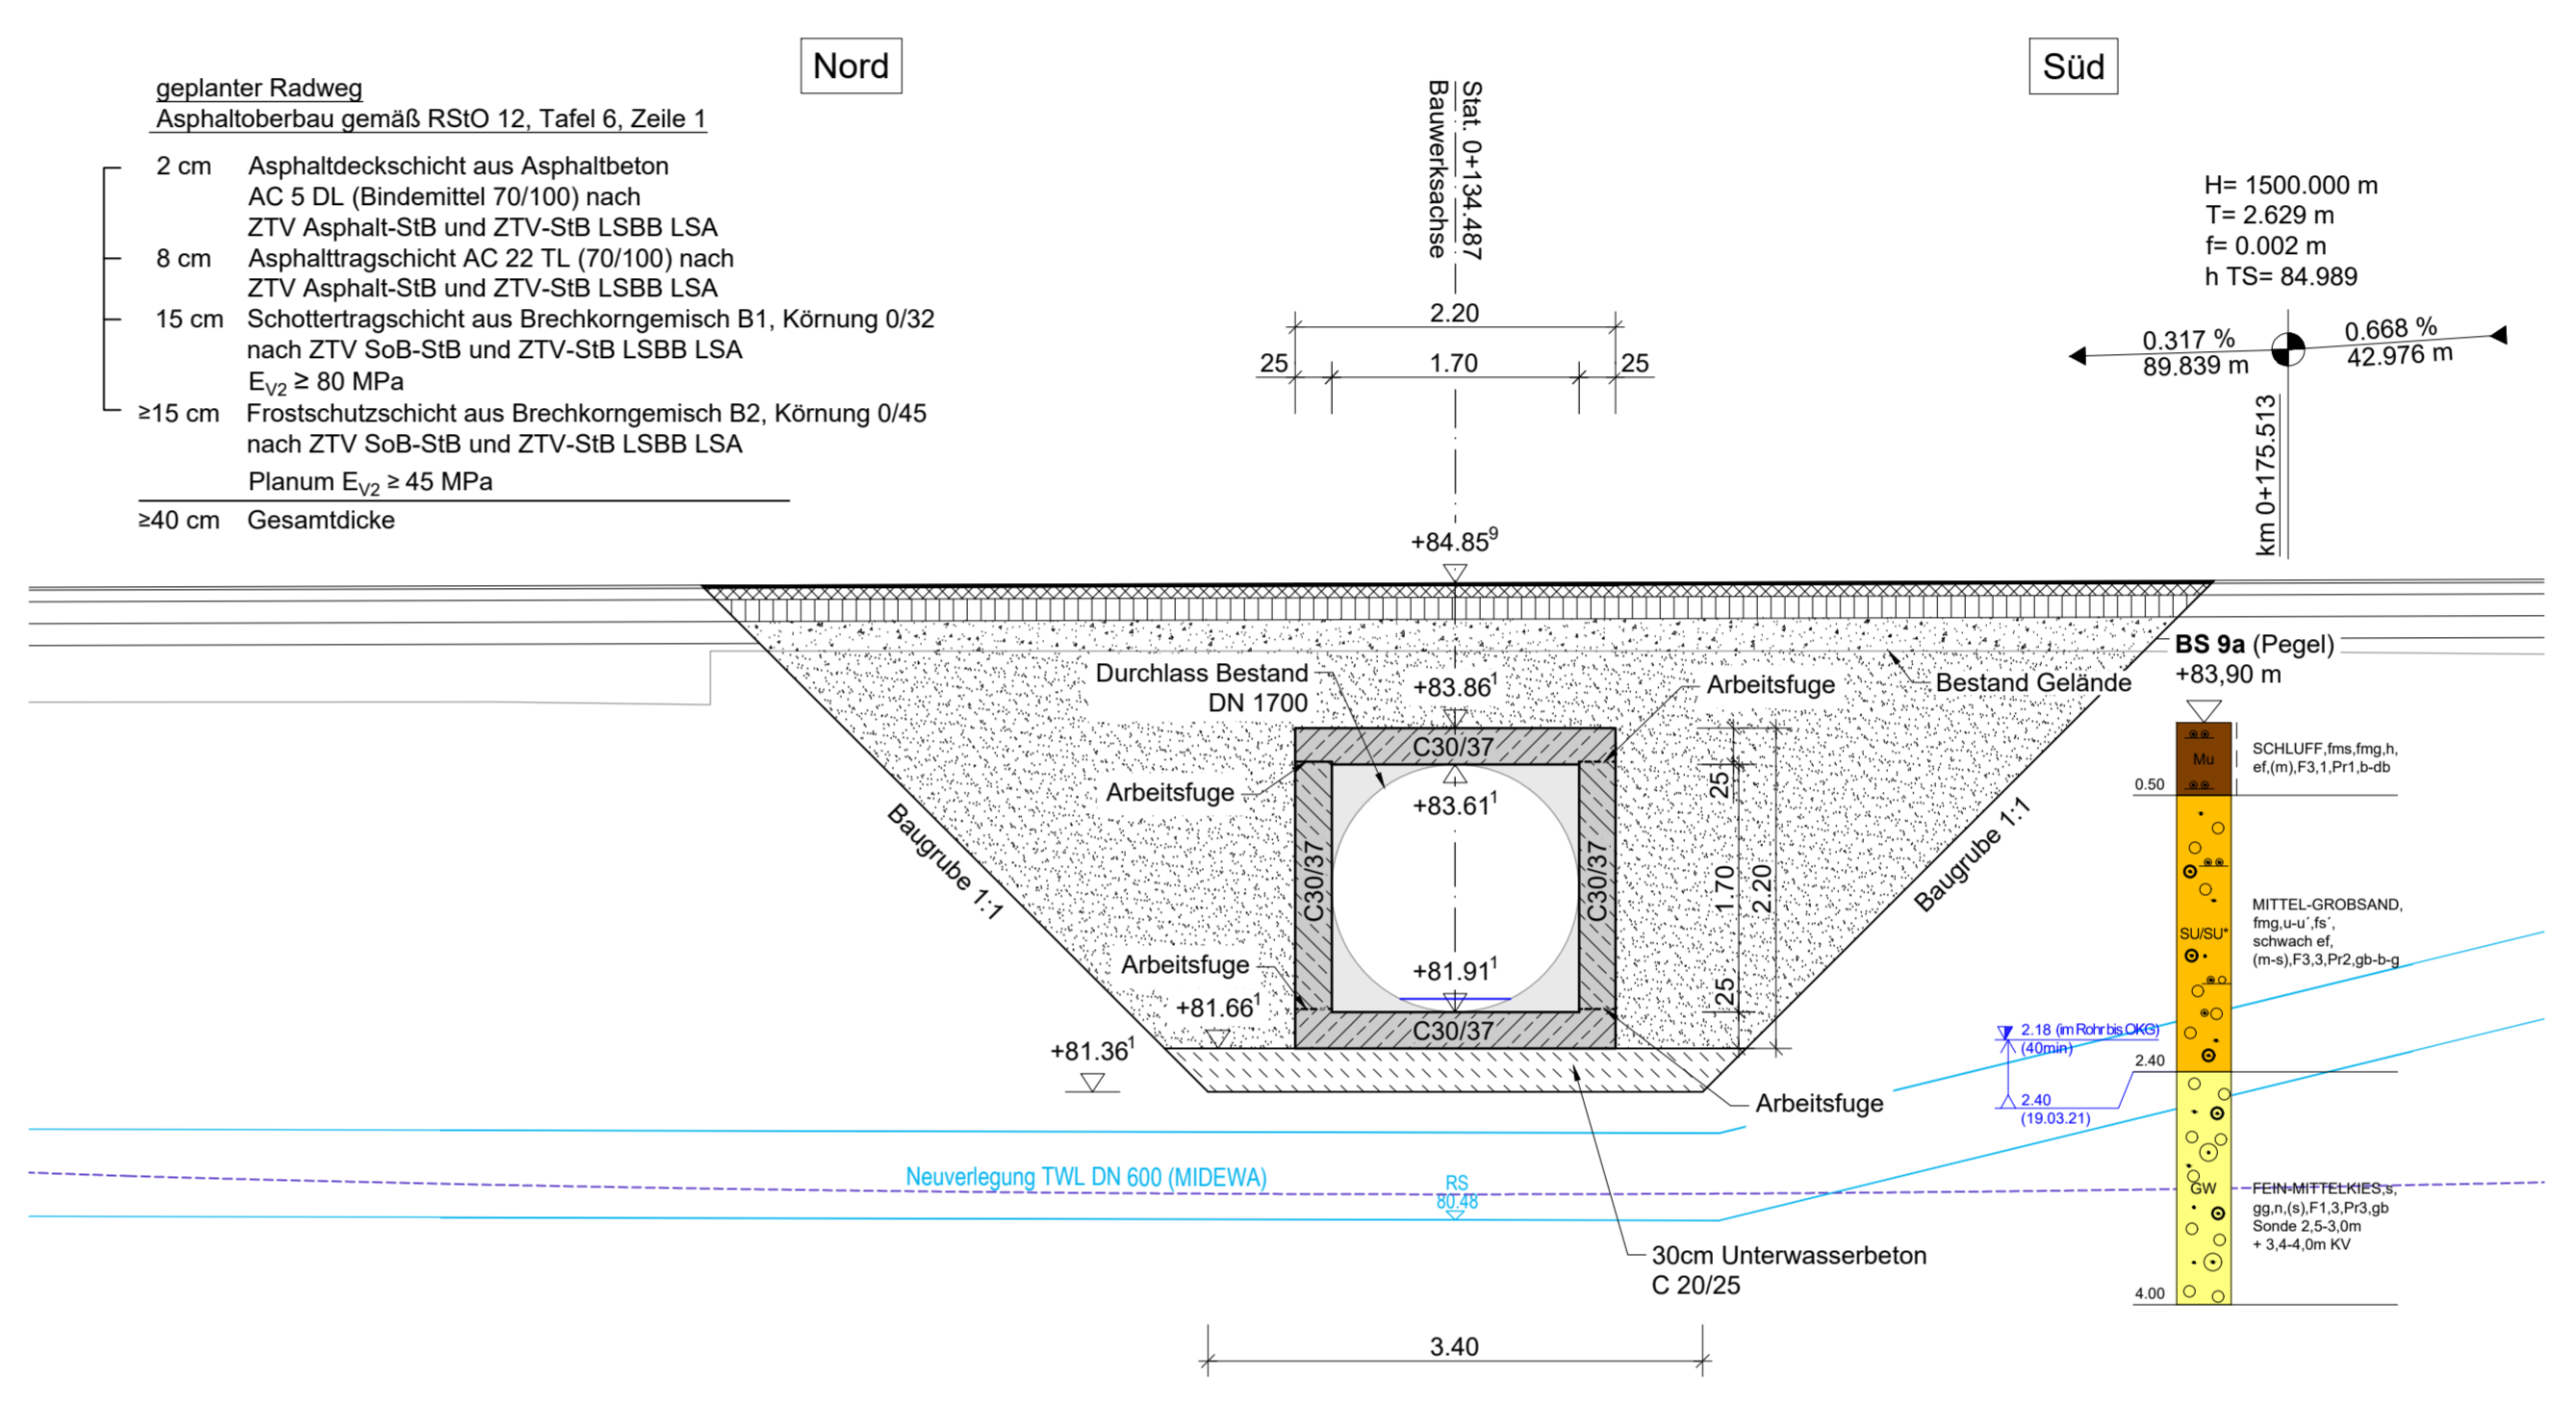 Nord
Süd
geplanter Radweg
Asphaltoberbau gemäß RStO 12, Tafel 6, Zeile 1
2 cm Asphaltdeckschicht aus Asphaltbeton
AC 5 DL (Bindemittel 70/100) nach
ZTV Asphalt-StB und ZTV-StB LSBB LSA
8 cm Asphalttragschicht AC 22 TL (70/100) nach
ZTV Asphalt-StB und ZTV-StB LSBB LSA
15 cm Schottertragschicht aus Brechkorngemisch B1, Körnung 0/32
nach ZTV SoB-StB und ZTV-StB LSBB LSA
EV2 ≥ 80 MPa
≥15 cm Frostschutzschicht aus Brechkorngemisch B2, Körnung 0/45
nach ZTV SoB-StB und ZTV-StB LSBB LSA
Planum EV2 ≥ 45 MPa
≥40 cm Gesamtdicke
Stat. 0+134.487
Bauwerksachse
2.20
25
1.70
25
H= 1500.000 m
T= 2.629 m
f= 0.002 m
h TS= 84.989
0.317 %
89.839 m
0.668 %
42.976 m
km 0+175.513
+84.85⁹
Durchlass Bestand
DN 1700
+83.86¹
Arbeitsfuge
Bestand Gelände
BS 9a (Pegel)
+83,90 m
C30/37
Arbeitsfuge
+83.61¹
25
Baugrube 1:1
C30/37
C30/37
1.70
2.20
Baugrube 1:1
Arbeitsfuge
+81.91¹
25
+81.66¹
C30/37
+81.36¹
Arbeitsfuge
Mu
SCHLUFF,fms,fmg,h,
ef,(m),F3,1,Pr1,b-db
0.50
SU/SU*
MITTEL-GROBSAND,
fmg,u-u´,fs´,
schwach ef,
(m-s),F3,3,Pr2,gb-b-g
2.18 (im Rohr bis OKG)
(40min)
2.40
2.40
(19.03.21)
GW
FEIN-MITTELKIES,s,
gg,n,(s),F1,3,Pr3,gb
Sonde 2,5-3,0m
+ 3,4-4,0m KV
4.00
Neuverlegung TWL DN 600 (MIDEWA)
RS
80.48
30cm Unterwasserbeton
C 20/25
3.40